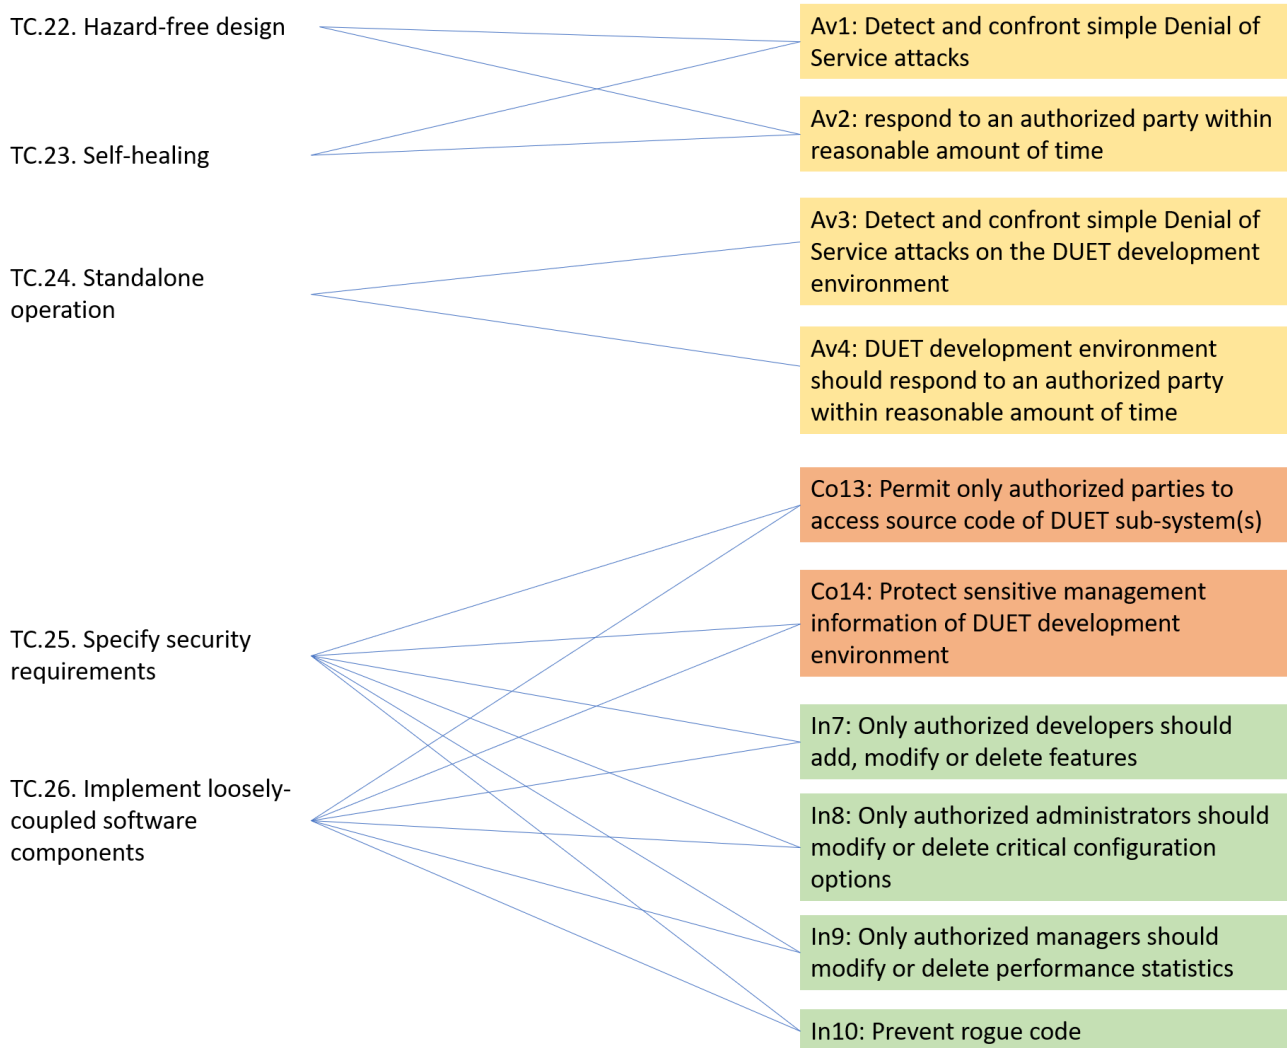 TC.22. Hazard-free design
TC.23. Self-healing
TC.24. Standalone
operation
TC.25. Specify security
requirements
TC.26. Implement loosely-
coupled software
components
Av1: Detect and confront simple Denial of
Service attacks
Av2: respond to an authorized party within
reasonable amount of time
Av3: Detect and confront simple Denial of
Service attacks on the DUET development
environment
Av4: DUET development environment
should respond to an authorized party
within reasonable amount of time
Co13: Permit only authorized parties to
access source code of DUET sub-system(s)
Co14: Protect sensitive management
information of DUET development
environment
In7: Only authorized developers should
add, modify or delete features
In8: Only authorized administrators should
modify or delete critical configuration
options
In9: Only authorized managers should
modify or delete performance statistics
In10: Prevent rogue code